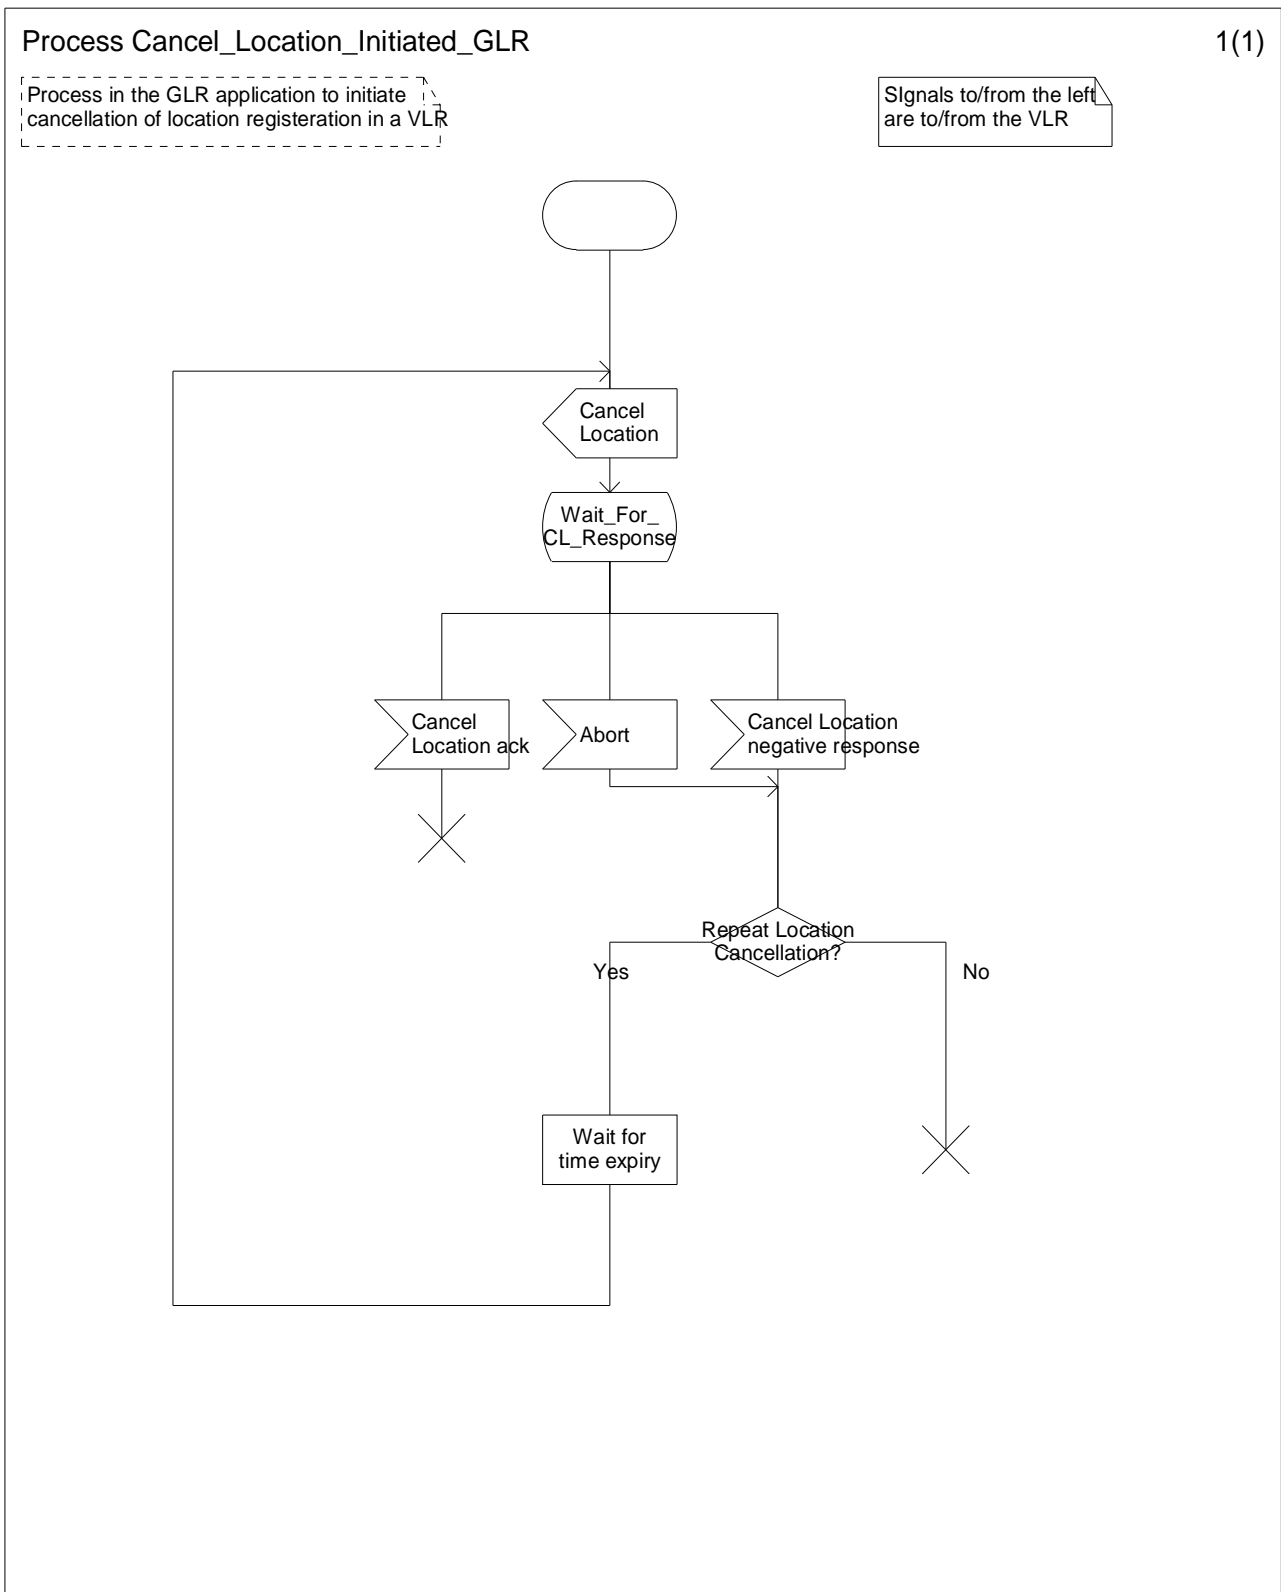 Process Cancel_Location_Initiated_GLR
1(1)
Process in the GLR application to initiate
cancellation of location registeration in a VLR
SIgnals to/from the left
are to/from the VLR
Cancel
Location
Wait_For_
CL_Response
Cancel
Location ack
Abort
Cancel Location
negative response
Repeat Location
Cancellation?
Yes
No
Wait for
time expiry